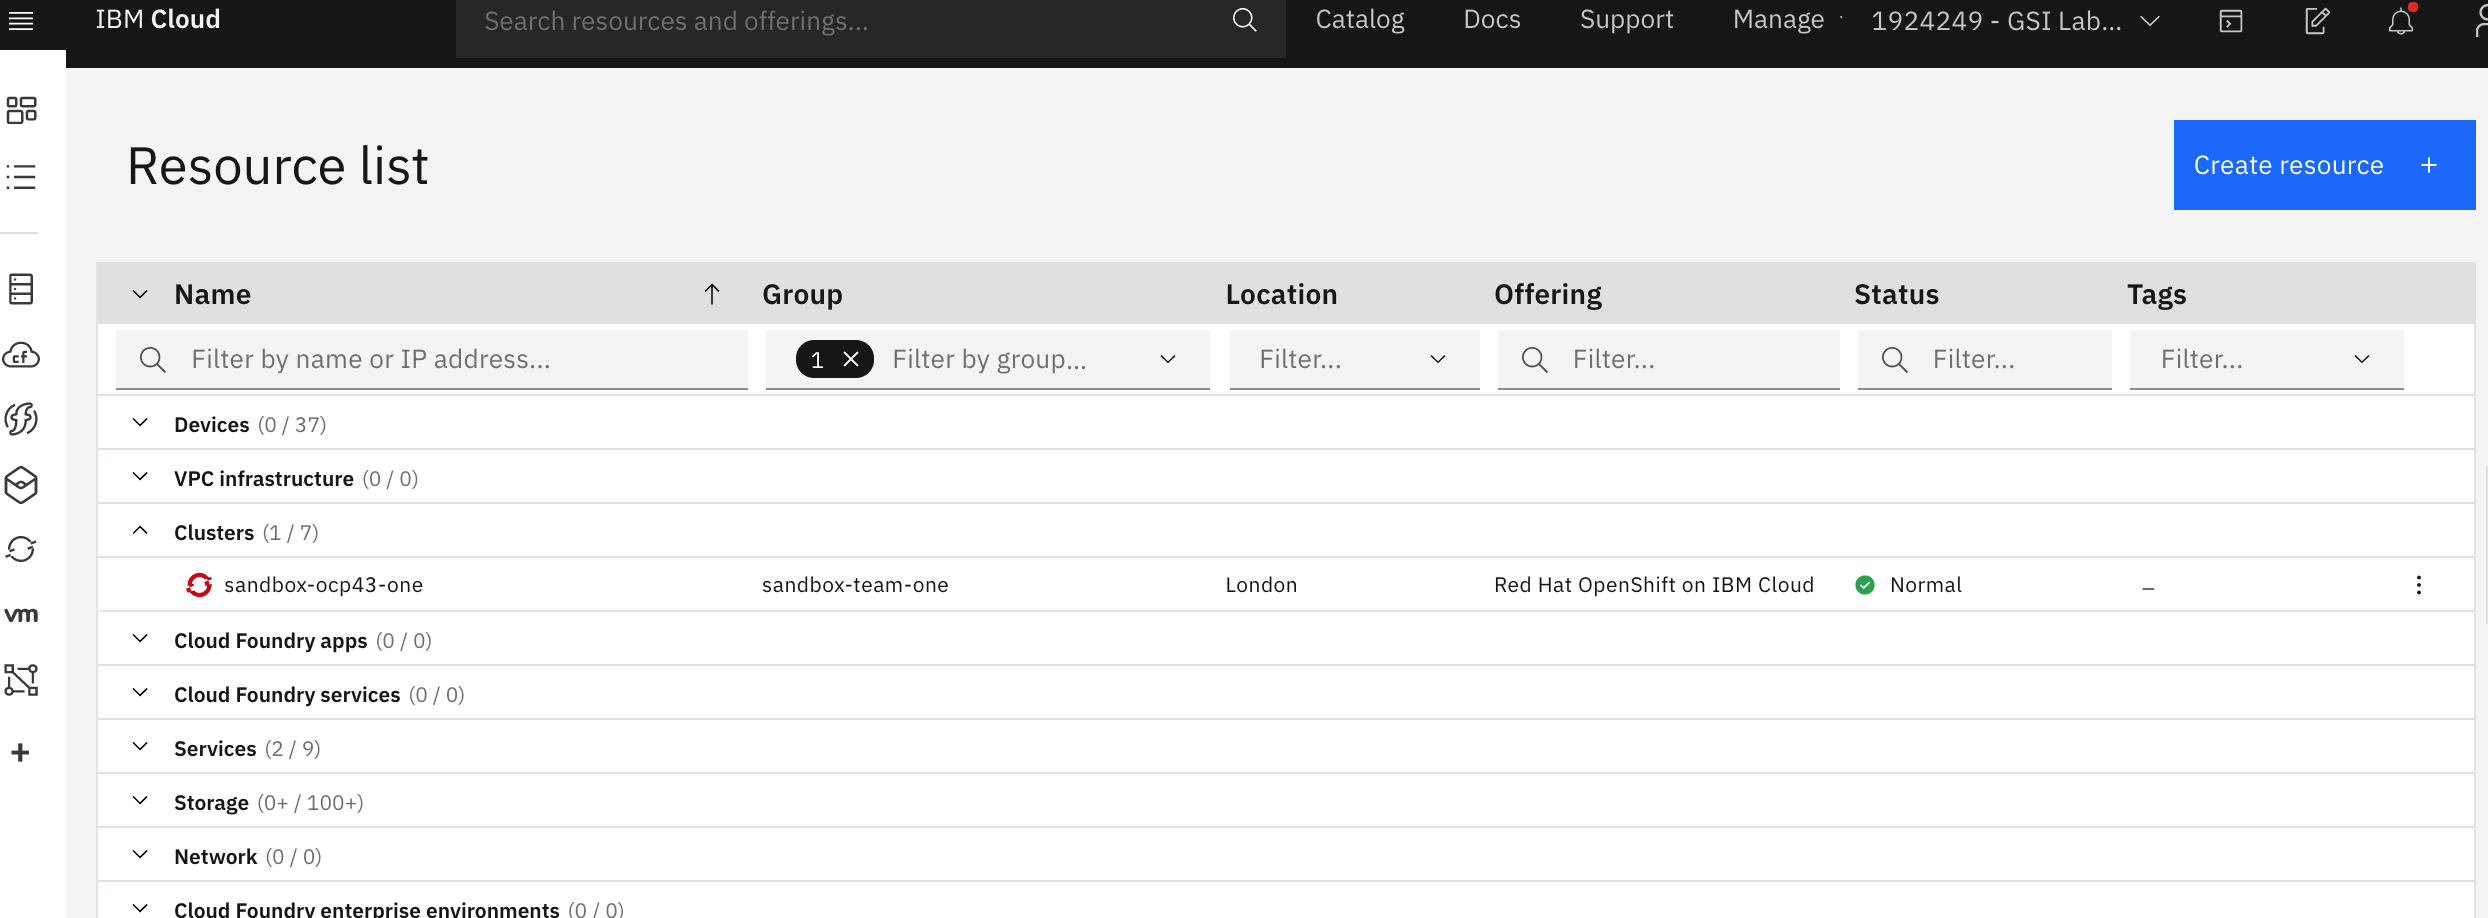 IBM Cloud Search resources and offerings... Catalog Docs Support Manage 1924249 - GSI Lab...
Resource list
Create resource +
Name Group Location Offering Status Tags
Filter by name or IP address... 1 Filter by group... Filter... Filter... Filter... Filter...
Devices (0 / 37)
VPC infrastructure (0 / 0)
Clusters (1 / 7)
sandbox-ocp43-one sandbox-team-one London Red Hat OpenShift on IBM Cloud Normal –
Cloud Foundry apps (0 / 0)
Cloud Foundry services (0 / 0)
Services (2 / 9)
Storage (0+ / 100+)
Network (0 / 0)
Cloud Foundry enterprise environments (0 / 0)
cf
vm